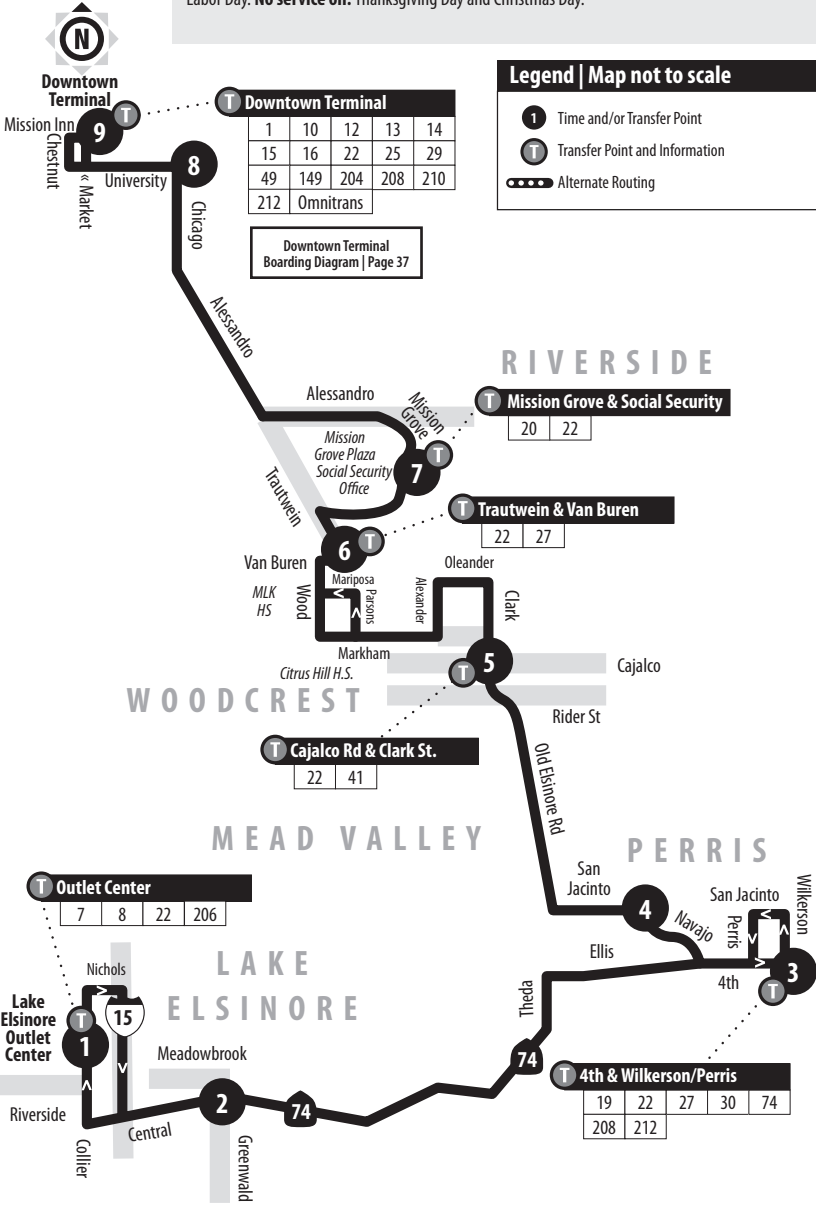 Labor Day. No service on: Thanksgiving Day and Christmas Day.
N
Downtown
Terminal
Mission Inn
9
T
T Downtown Terminal
1 10 12 13 14
15 16 22 25 29
49 149 204 208 210
212 Omnitrans
Downtown Terminal
Boarding Diagram | Page 37
Legend | Map not to scale
1 Time and/or Transfer Point
T Transfer Point and Information
Alternate Routing
Chestnut
« Market
University
8
Chicago
Alessandro
RIVERSIDE
Alessandro
Mission
Grove
T Mission Grove & Social Security
20 22
Mission
Grove Plaza
Social Security
Office
7
T
Trautwein
T Trautwein & Van Buren
22 27
6
T
Van Buren
MLK
HS
Wood
Mariposa
Parsons
Alexander
Oleander
Clark
Markham
Citrus Hill H.S.
T
5
Cajalco
WOODCREST
Rider St
T Cajalco Rd & Clark St.
22 41
Old Elsinore Rd
MEAD VALLEY
PERRIS
San
Jacinto
4
Navajo
San Jacinto
Perris
Wilkerson
T Outlet Center
7 8 22 206
LAKE
ELSINORE
Nichols
Ellis
4th
3
T
Lake
Elsinore
Outlet
Center
T
1
15
Theda
74
Meadowbrook
T 4th & Wilkerson/Perris
19 22 27 30 74
208 212
Riverside
2
74
Central
Collier
Greenwald